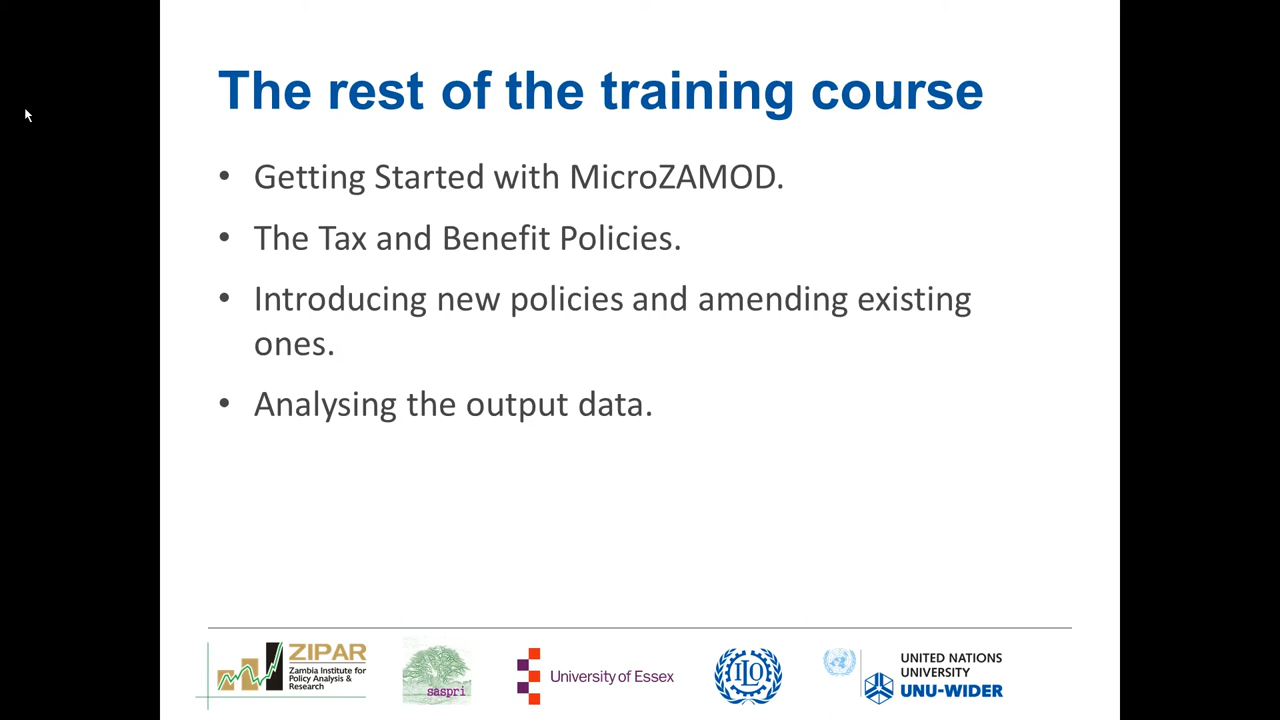 The rest of the training course
• Getting Started with MicroZAMOD.
• The Tax and Benefit Policies.
• Introducing new policies and amending existing
ones.
• Analysing the output data.
ZIPAR
Zambia Institute for
Policy Analysis &
Research
saspri
University of Essex
ILO
UNITED NATIONS
UNIVERSITY
UNU-WIDER